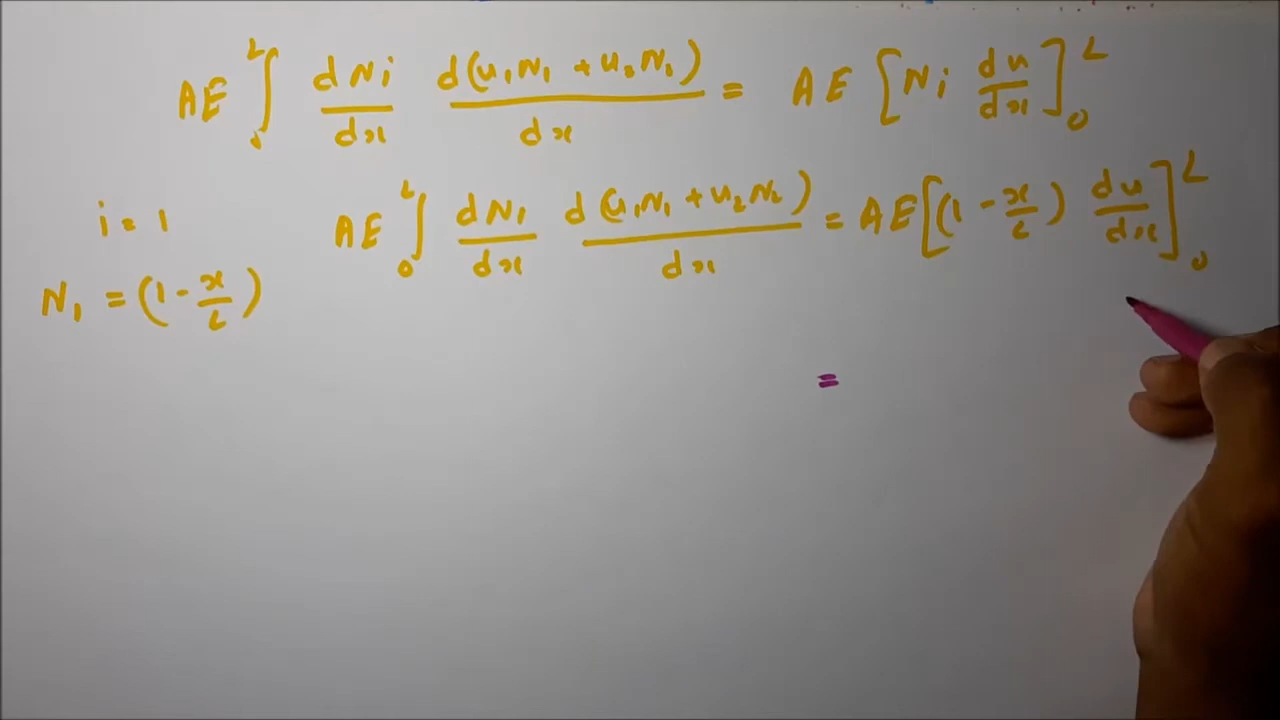 AE ∫₀ᴸ dNi/dx d(u₁N₁ + u₂N₂)/dx = AE [Ni du/dx]₀ᴸ
i = 1 AE ∫₀ᴸ dN₁/dx d(u₁N₁ + u₂N₂)/dx = AE[(1 - x/L) du/dx]₀ᴸ
N₁ = (1 - x/L)
=